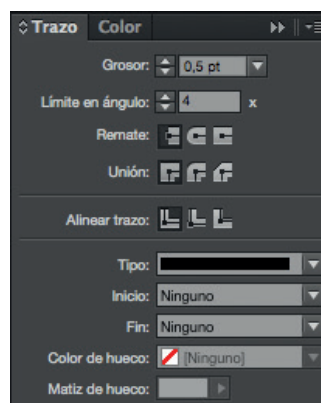 Trazo Color
Grosor: 0,5 pt
Límite en ángulo: 4 x
Remate:
Unión:
Alinear trazo:
Tipo:
Inicio: Ninguno
Fin: Ninguno
Color de hueco: [Ninguno]
Matiz de hueco: